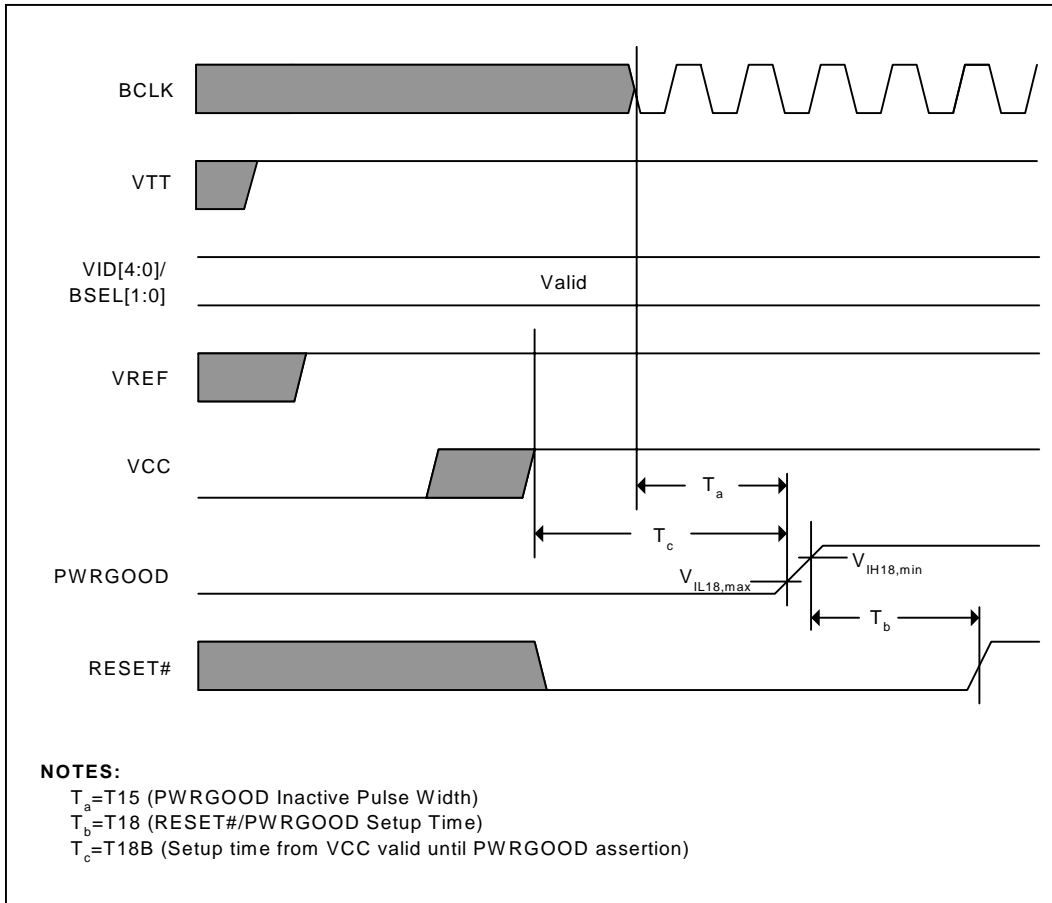 BCLK
VTT
VID[4:0]/
BSEL[1:0]
Valid
VREF
VCC
Ta
Tc
PWRGOOD
VIL18,max
VIH18,min
Tb
RESET#
NOTES:
Ta=T15 (PWRGOOD Inactive Pulse Width)
Tb=T18 (RESET#/PWRGOOD Setup Time)
Tc=T18B (Setup time from VCC valid until PWRGOOD assertion)